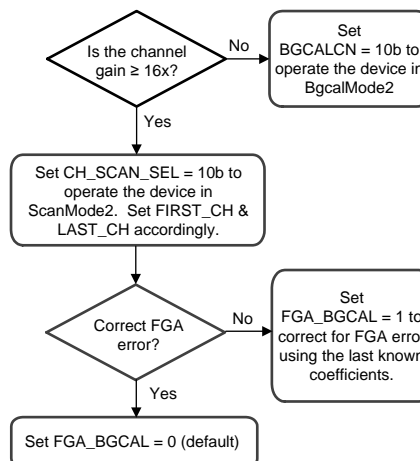 Is the channel
gain ≥ 16x?
No
Set
BGCALCN = 10b to
operate the device in
BgcalMode2
Yes
Set CH_SCAN_SEL = 10b to
operate the device in
ScanMode2. Set FIRST_CH &
LAST_CH accordingly.
Correct FGA
error?
No
Set
FGA_BGCAL = 1 to
correct for FGA error
using the last known
coefficients.
Yes
Set FGA_BGCAL = 0 (default)